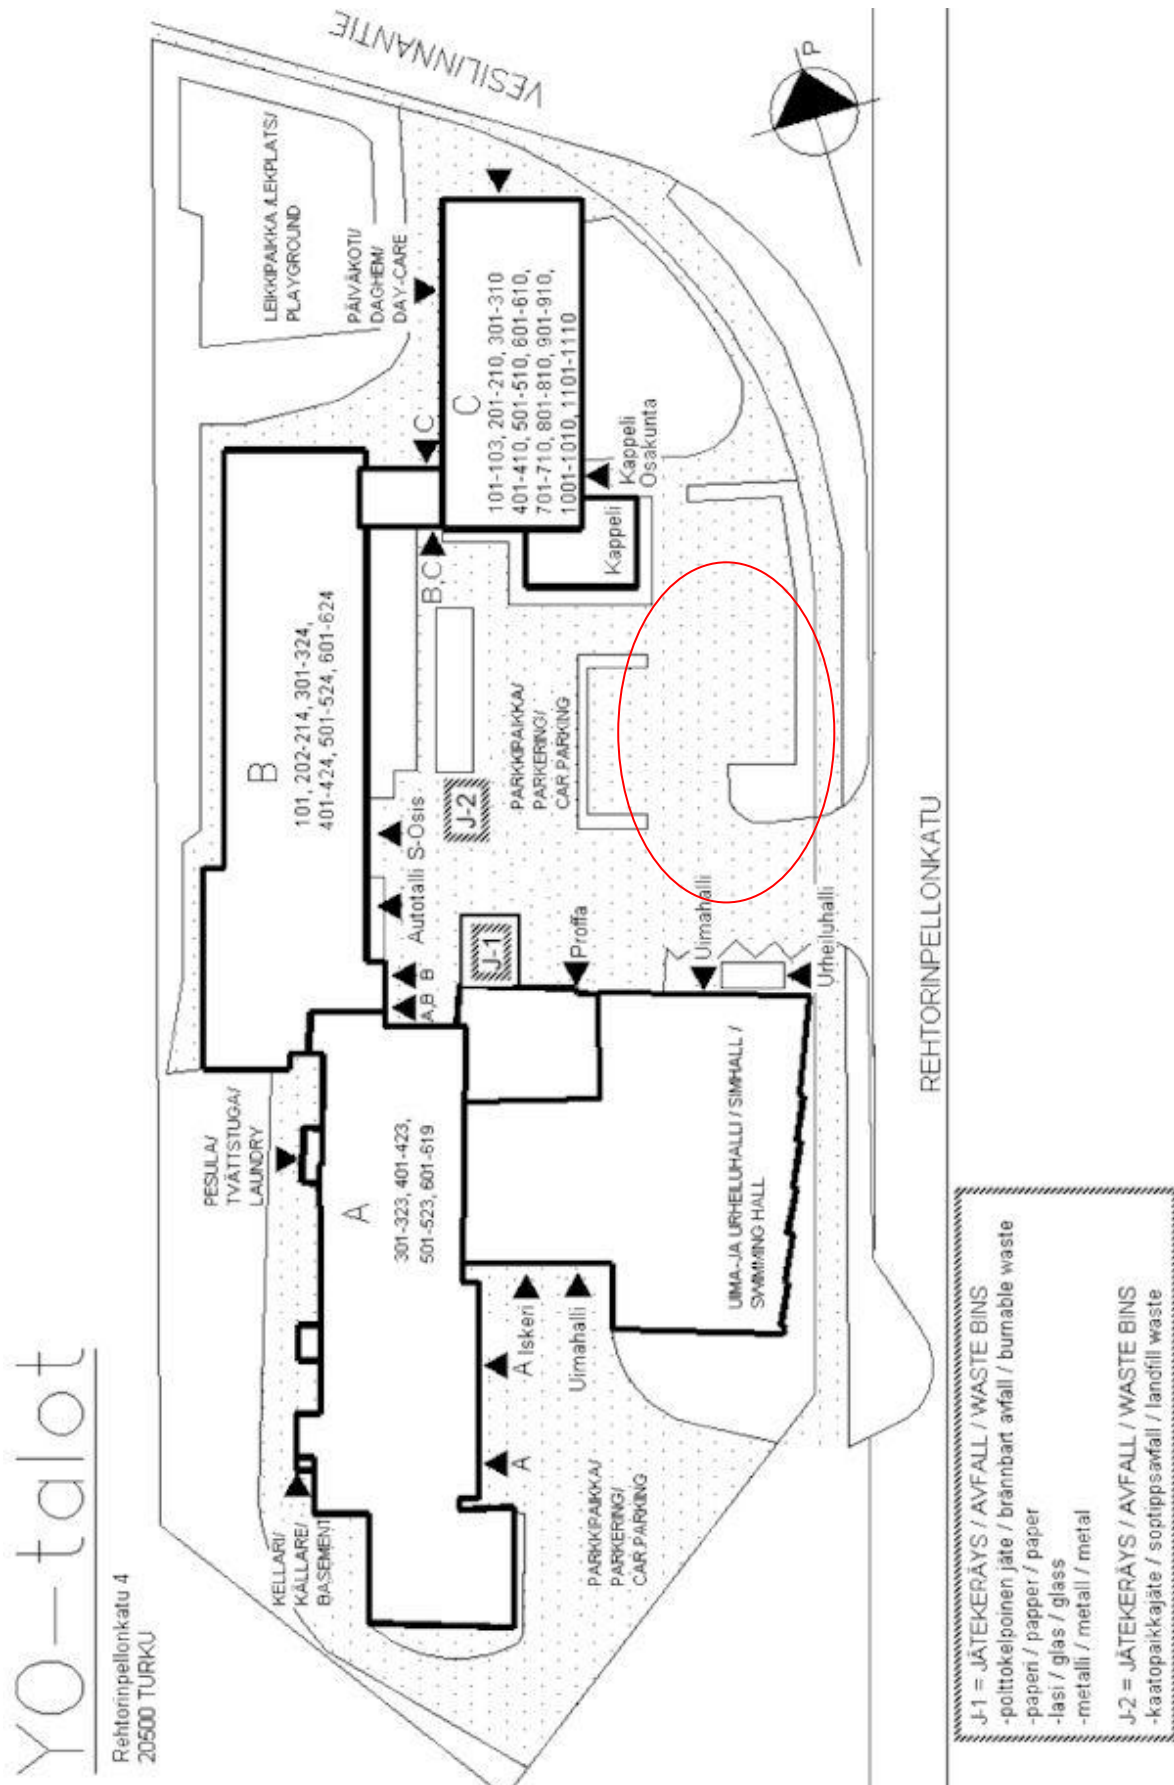 YO-talot
Rehtorinpellonkatu 4
20500 TURKU
VESILINNANTIE
P
LEIKKIPAIKKA /LEKPLATS/
PLAYGROUND
PÄIVÄKOTI/
DAGHEM/
DAY-CARE
C
C
101-103, 201-210, 301-310
401-410, 501-510, 601-610,
701-710, 801-810, 901-910,
1001-1010, 1101-1110
Kappeli
Osakunta
Kappeli
B,C
B
101, 202-214, 301-324,
401-424, 501-524, 601-624
J-2
PARKKIPAIKKA/
PARKERING/
CAR PARKING
S-Osis
Autotalli
B
A,B
J-1
Proffa
Uimahalli
Urheiluhalli
REHTORINPELLONKATU
PESULA/
TVÄTTSTUGA/
LAUNDRY
A
301-323, 401-423,
501-523, 601-619
UIMA-JA URHEILUHALLI / SIMHALL /
SWIMMING HALL
A Iskeri
Uimahalli
A
KELLARI/
KÄLLARE/
BASEMENT
PARKKIPAIKKA/
PARKERING/
CAR PARKING
J-1 = JÄTEKERÄYS / AVFALL / WASTE BINS
-polttokelpoinen jäte / brännbart avfall / burnable waste
-paperi / papper / paper
-lasi / glas / glass
-metalli / metall / metal
J-2 = JÄTEKERÄYS / AVFALL / WASTE BINS
-kaatopaikkajäte / soptippsavfall / landfill waste